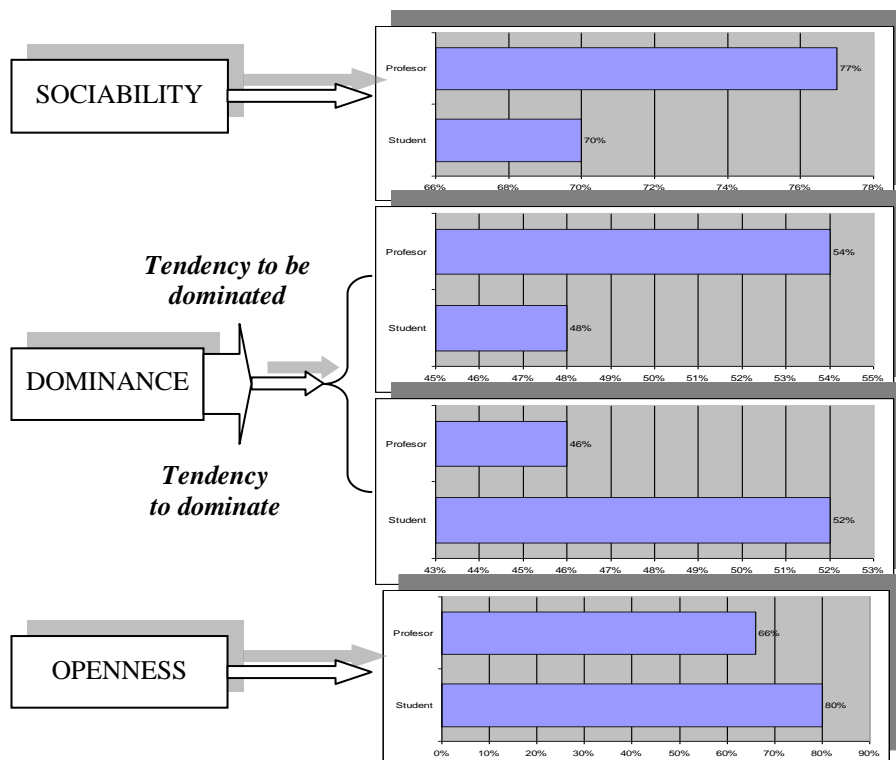 SOCIABILITY
Profesor
77%
Student
70%
66% 68% 70% 72% 74% 76% 78%
Tendency to be
dominated
Profesor
54%
Student
48%
45% 46% 47% 48% 49% 50% 51% 52% 53% 54% 55%
DOMINANCE
Tendency
to dominate
Profesor
46%
Student
52%
43% 44% 45% 46% 47% 48% 49% 50% 51% 52% 53%
OPENNESS
Profesor
66%
Student
80%
0% 10% 20% 30% 40% 50% 60% 70% 80% 90%